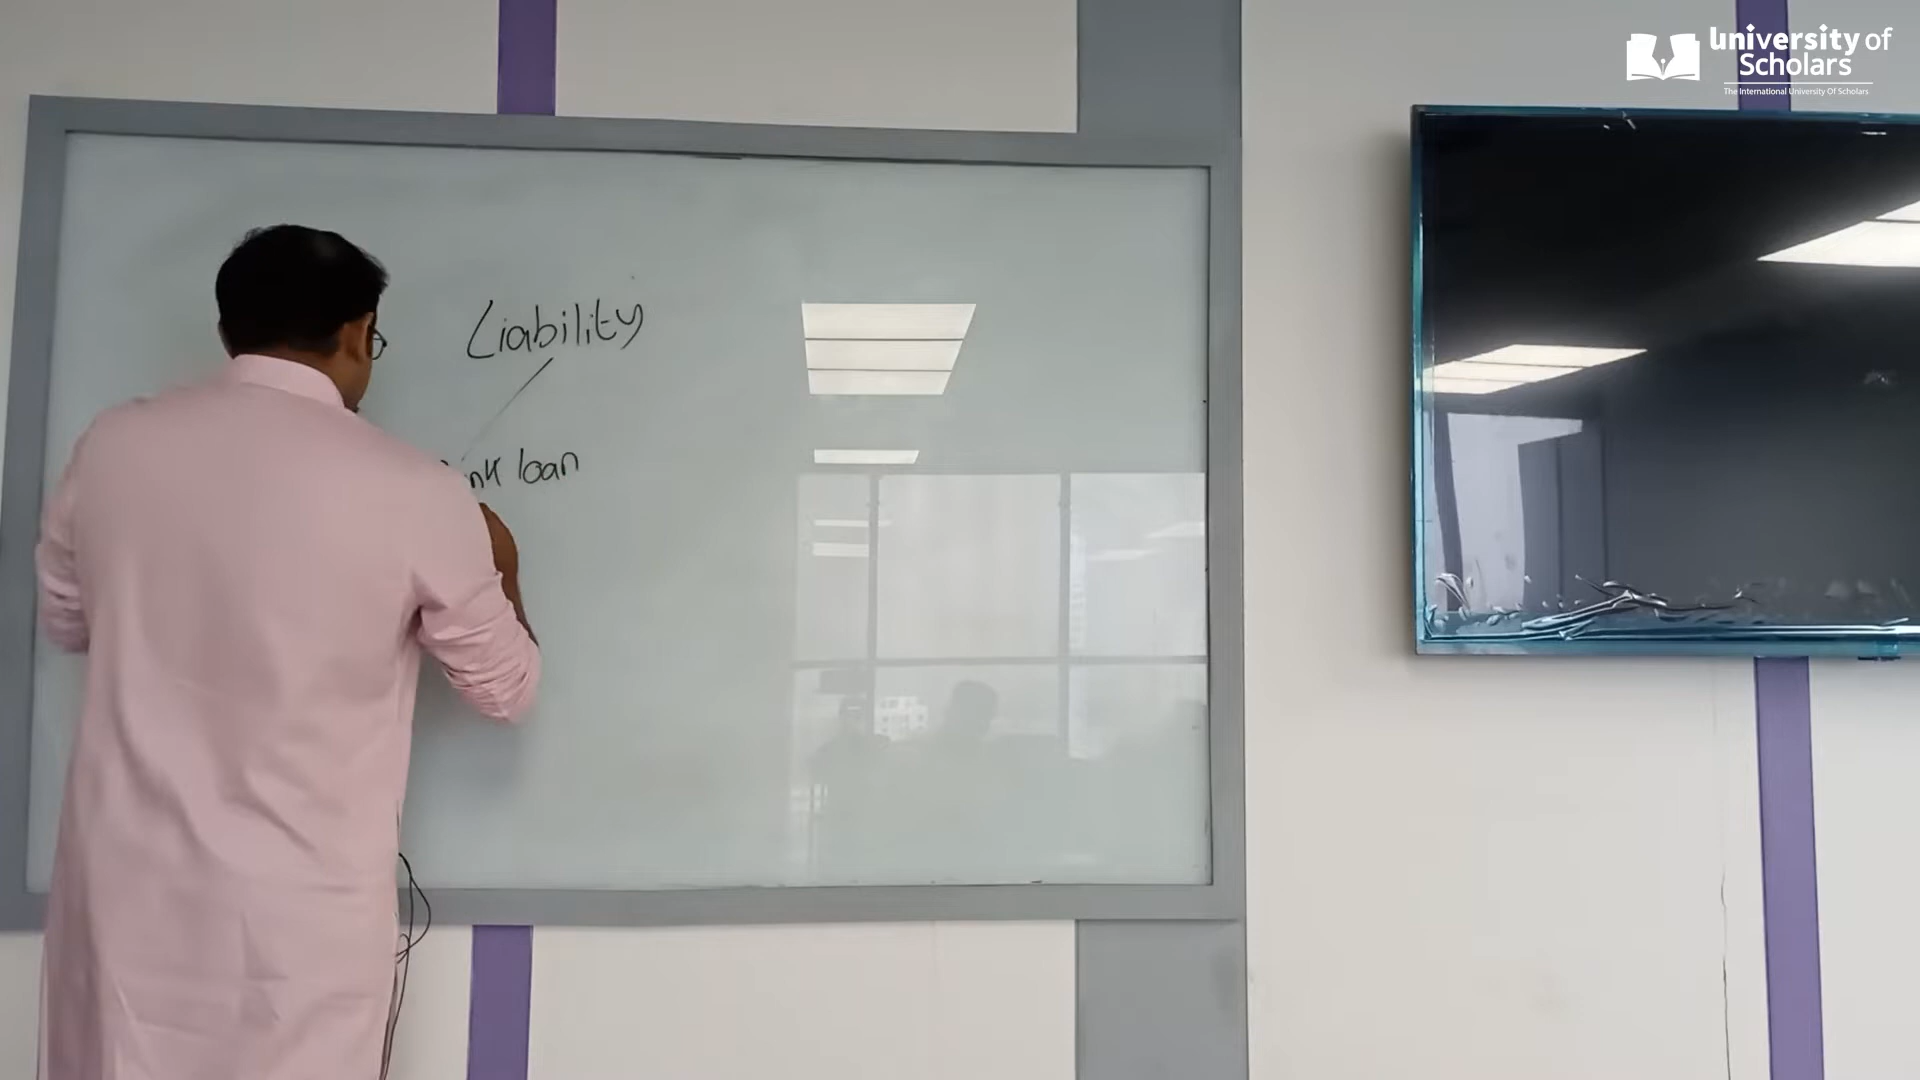 University of
Scholars
The International University Of Scholars
Liability
loan